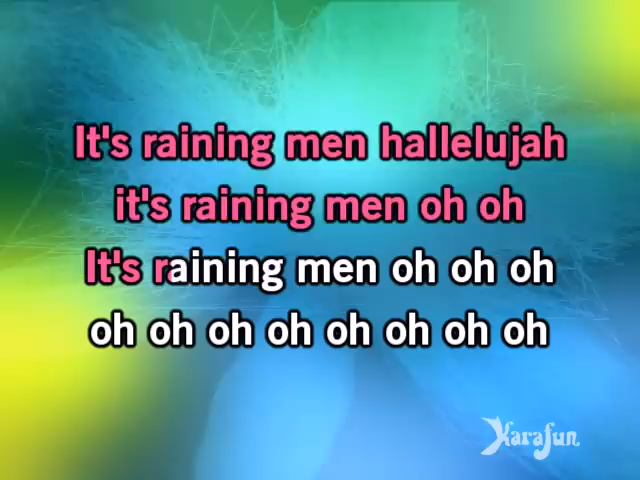 It's raining men hallelujah
it's raining men oh oh
It's raining men oh oh oh
oh oh oh oh oh oh oh oh
Karafun